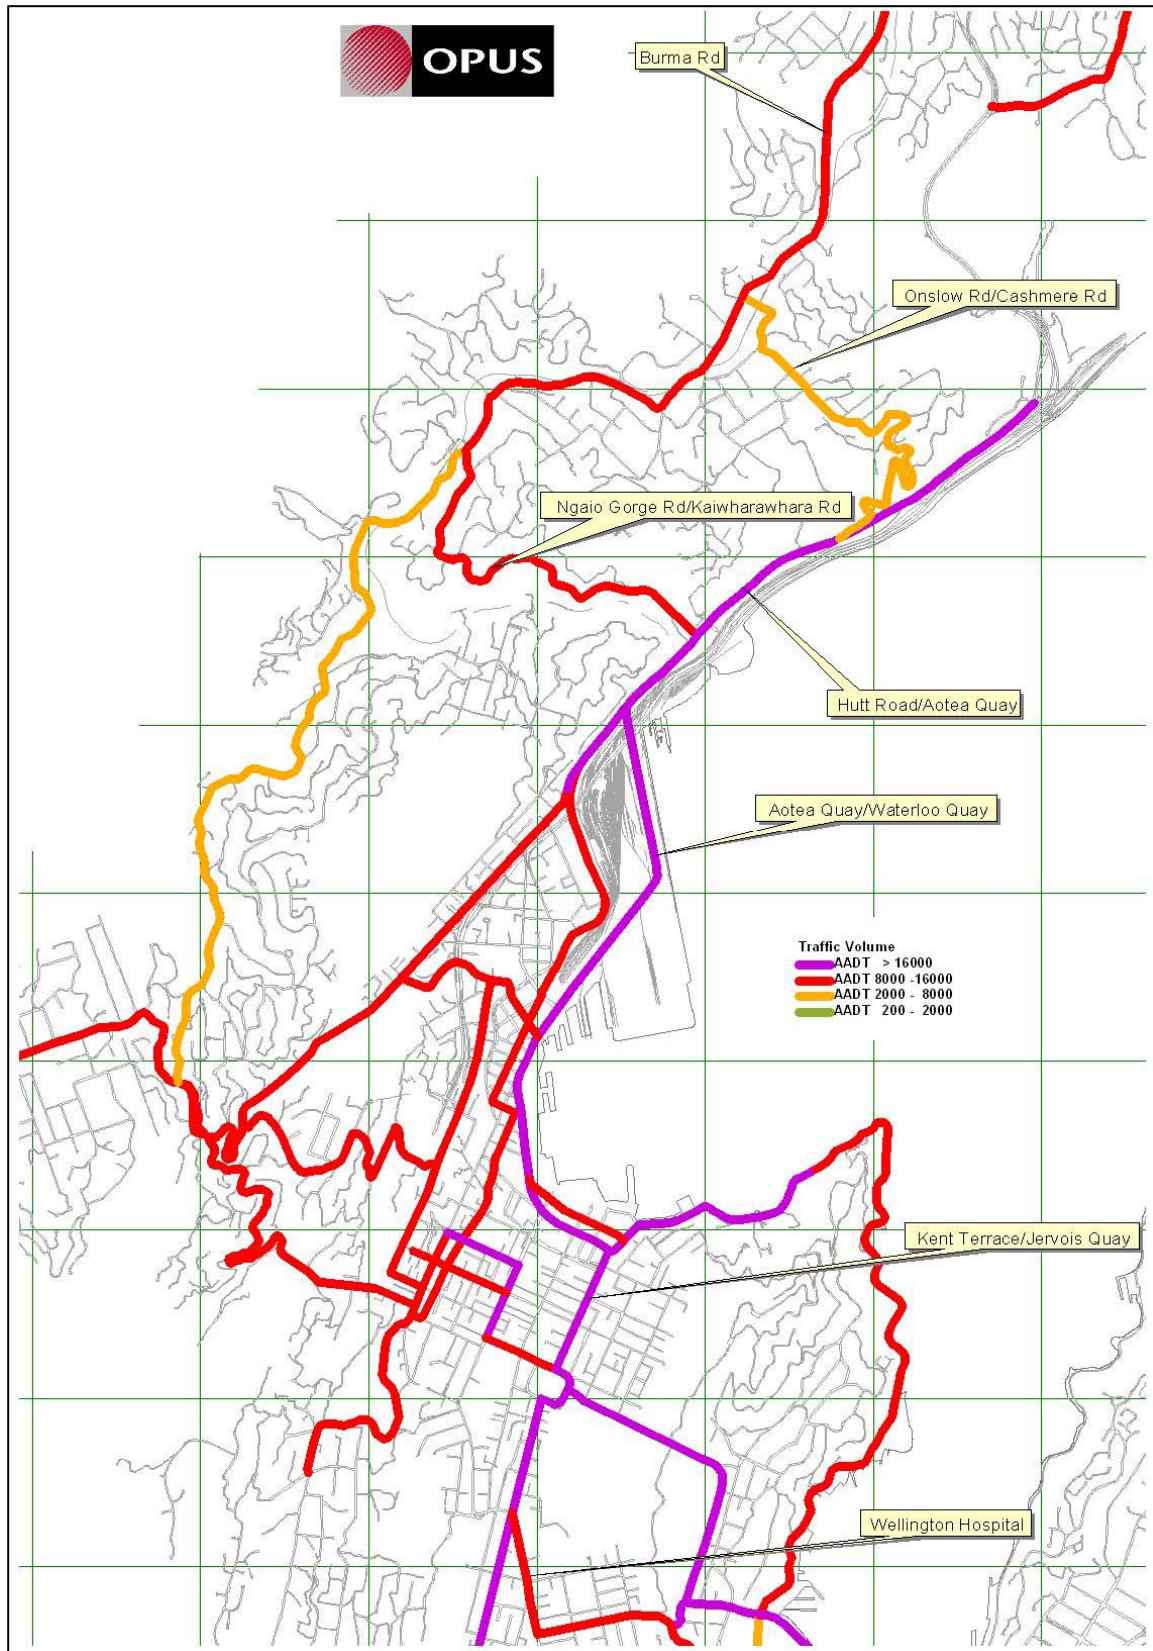 OPUS
Burma Rd
Onslow Rd/Cashmere Rd
Ngaio Gorge Rd/Kaiwharawhara Rd
Hutt Road/Aotea Quay
Aotea Quay/Waterloo Quay
Traffic Volume
AADT > 16000
AADT 8000 -16000
AADT 2000 - 8000
AADT 200 - 2000
Kent Terrace/Jervois Quay
Wellington Hospital